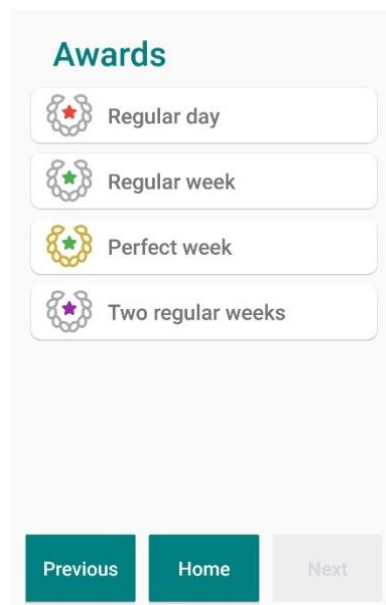 Awards
Regular day
Regular week
Perfect week
Two regular weeks
Previous
Home
Next